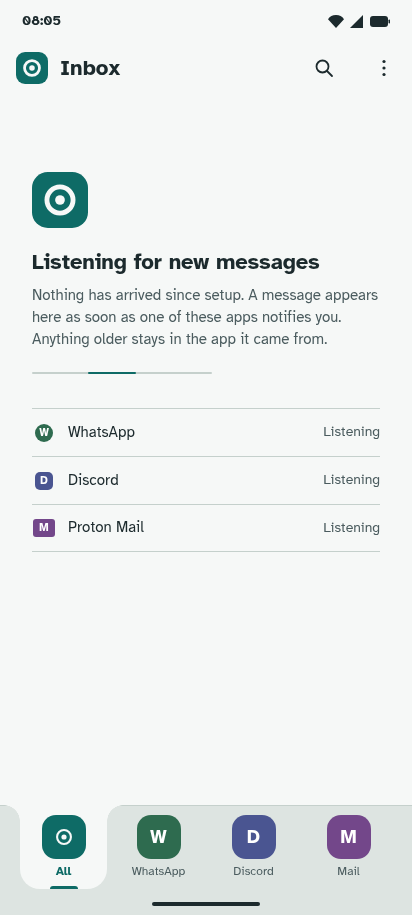 08:05
Inbox
Listening for new messages
Nothing has arrived since setup. A message appears
here as soon as one of these apps notifies you.
Anything older stays in the app it came from.
W WhatsApp Listening
D Discord Listening
M Proton Mail Listening
W D M
All WhatsApp Discord Mail